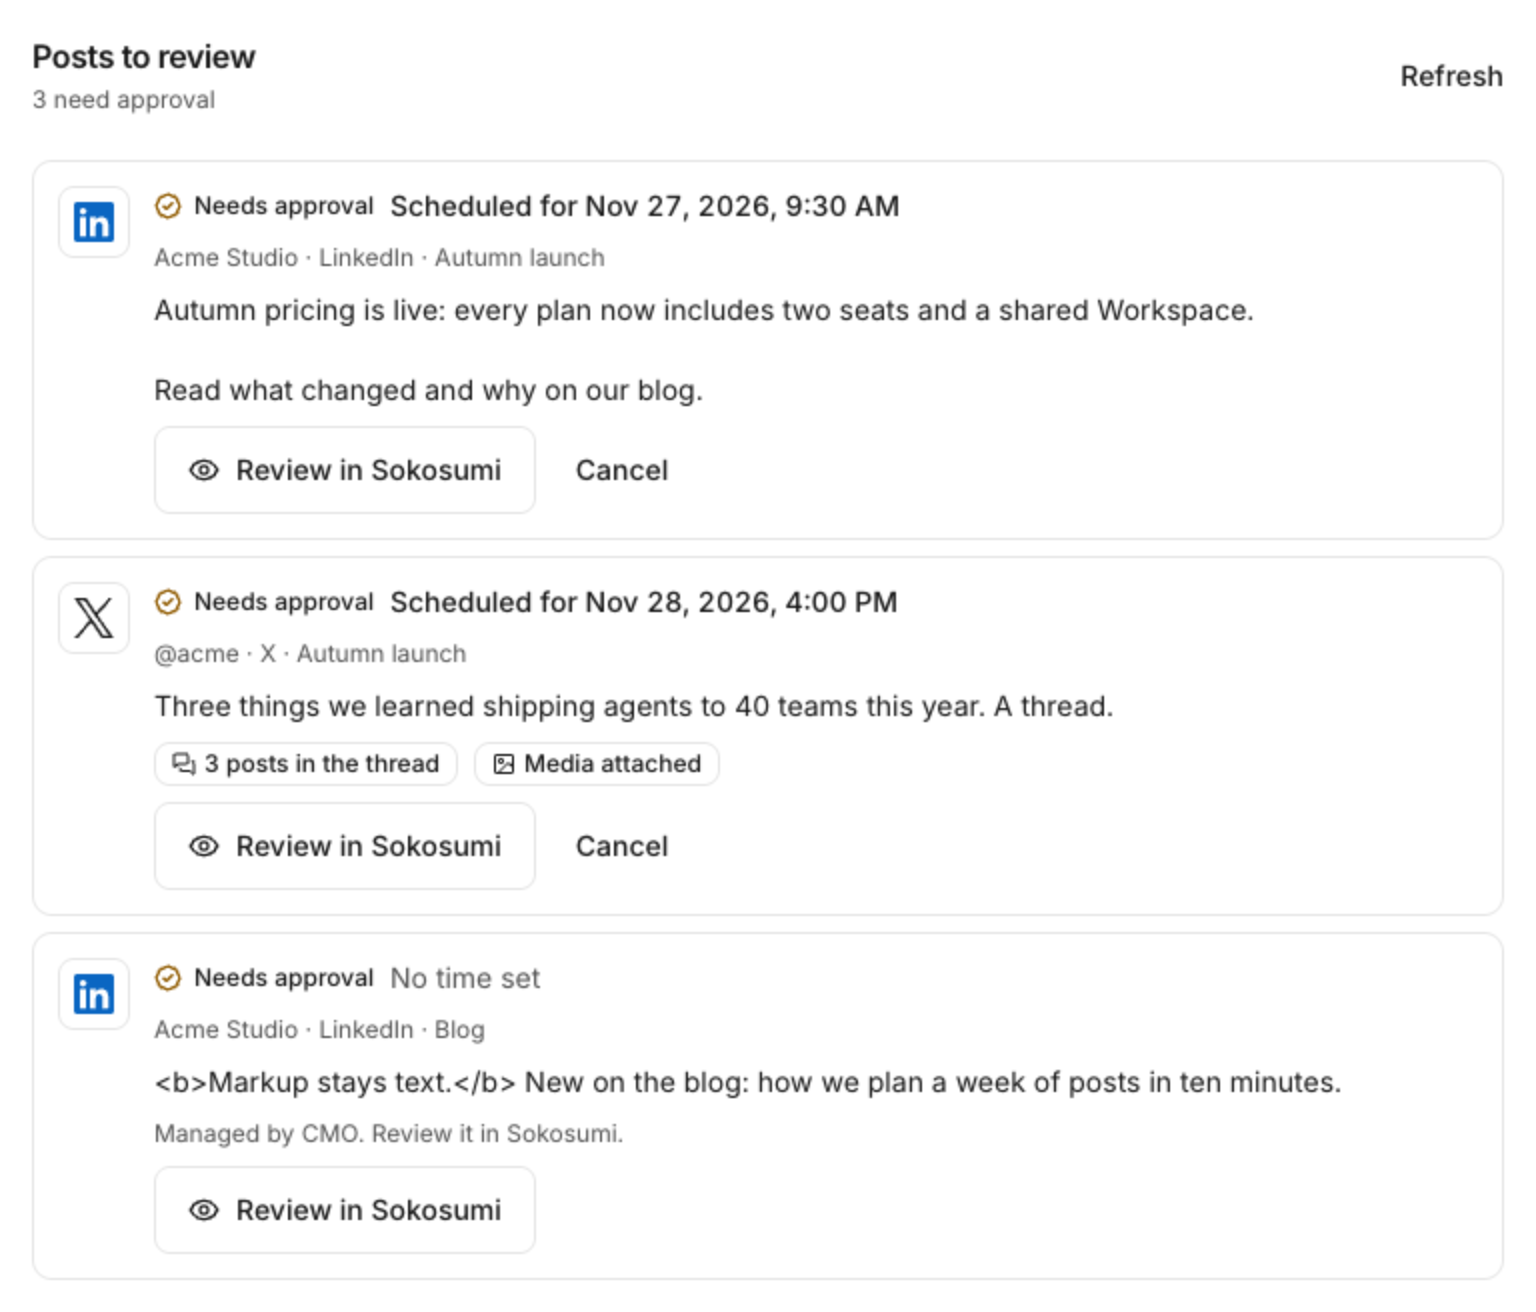 Posts to review
Refresh
3 need approval
in
Needs approval Scheduled for Nov 27, 2026, 9:30 AM
Acme Studio · LinkedIn · Autumn launch
Autumn pricing is live: every plan now includes two seats and a shared Workspace.
Read what changed and why on our blog.
Review in Sokosumi Cancel
X
Needs approval Scheduled for Nov 28, 2026, 4:00 PM
@acme · X · Autumn launch
Three things we learned shipping agents to 40 teams this year. A thread.
3 posts in the thread Media attached
Review in Sokosumi Cancel
in
Needs approval No time set
Acme Studio · LinkedIn · Blog
<b>Markup stays text.</b> New on the blog: how we plan a week of posts in ten minutes.
Managed by CMO. Review it in Sokosumi.
Review in Sokosumi